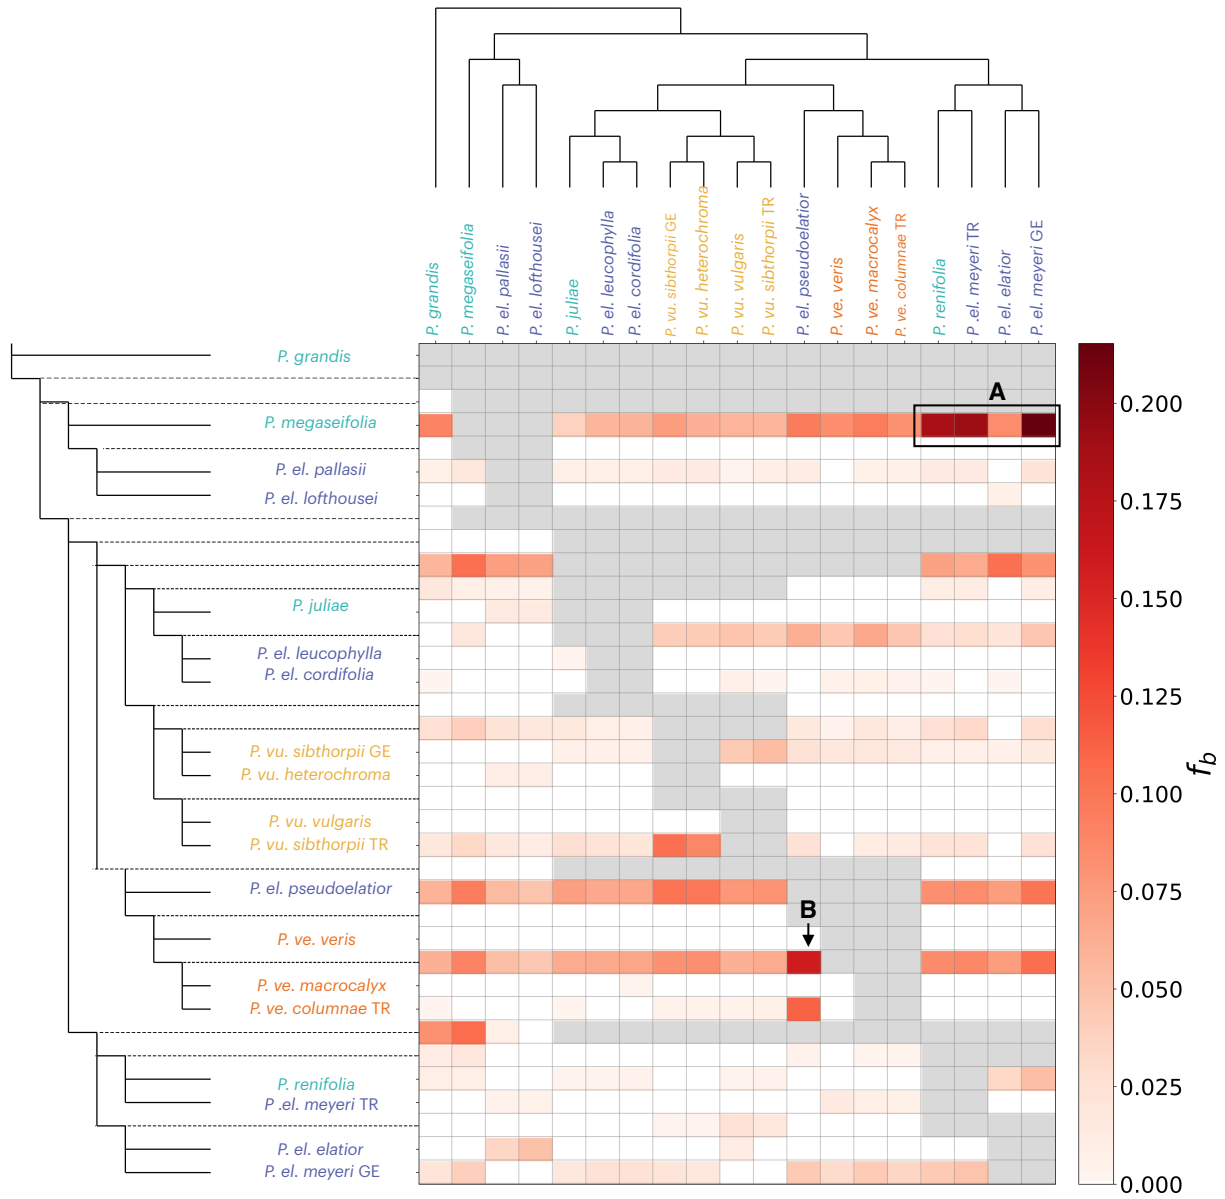 P. grandis
P. megaseifolia
P. el. pallasii
P. el. lofthousei
P. juliae
P. el. leucophylla
P. el. cordifolia
P. vu. sibthorpii GE
P. vu. heterochroma
P. vu. vulgaris
P. vu. sibthorpii TR
P. el. pseudoelatior
P. ve. veris
P. ve. macrocalyx
P. ve. columnae TR
P. renifolia
P .el. meyeri TR
P. el. elatior
P. el. meyeri GE
P. grandis
P. megaseifolia
P. el. pallasii
P. el. lofthousei
P. juliae
P. el. leucophylla
P. el. cordifolia
P. vu. sibthorpii GE
P. vu. heterochroma
P. vu. vulgaris
P. vu. sibthorpii TR
P. el. pseudoelatior
P. ve. veris
P. ve. macrocalyx
P. ve. columnae TR
P. renifolia
P .el. meyeri TR
P. el. elatior
P. el. meyeri GE
A
B
0.200
0.175
0.150
0.125
0.100
0.075
0.050
0.025
0.000
fb